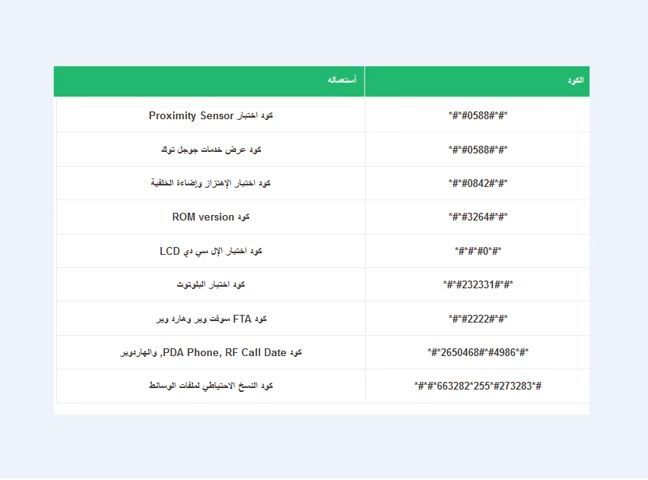 الكود أستعماله
*#*#0588#*#* كود اختبار Proximity Sensor
*#*#0588#*#* كود عرض خدمات جوجل توك
*#*#0842#*#* كود اختبار الإهتزاز وإضاءة الخلفية
*#*#3264#*#* كود ROM version
*#*#*#0*#* كود اختبار الإل سي دي LCD
*#*#232331#*#* كود اختبار البلوتوث
*#*#2222#*#* كود FTA سوفت وير وهارد وير
*#*2650468#*#4986#*#* كود PDA Phone, RF Call Date, والهاردوير
*#*#*663282*255*#273283*# كود النسخ الاحتياطي لملفات الوسائط